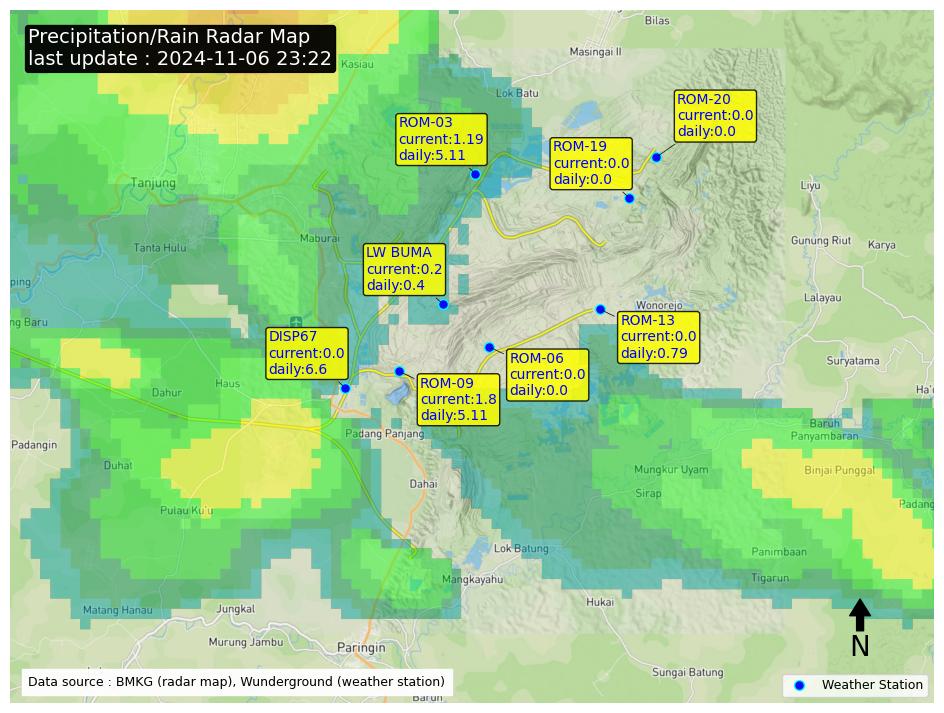 Precipitation/Rain Radar Map
last update : 2024-11-06 23:22
Bilas
Masingai II
Kasiau
Lok Batu
ROM-20
current:0.0
daily:0.0
ROM-03
current:1.19
daily:5.11
ROM-19
current:0.0
daily:0.0
Tanjung
Liyu
Maburai
Tanta Hulu
Gunung Riut
Karya
LW BUMA
current:0.2
daily:0.4
ping
Lalayau
Wonorejo
ng Baru
ROM-13
current:0.0
daily:0.79
DISP67
current:0.0
daily:6.6
ROM-06
current:0.0
daily:0.0
Suryatama
ROM-09
current:1.8
daily:5.11
Haus
Dahur
Ha'
Baruh
Panyambaran
Padang Panjang
Padangin
Duhat
Mungkur Uyam
Binjai Punggal
Dahai
Sirap
Padang
Pulau Ku'u
Lok Batung
Panimbaan
Mangkayahu
Tigarun
Hukai
Matang Hanau
Jungkal
Murung Jambu
Paringin
N
Sungai Batung
Data source : BMKG (radar map), Wunderground (weather station)
Weather Station
Barun